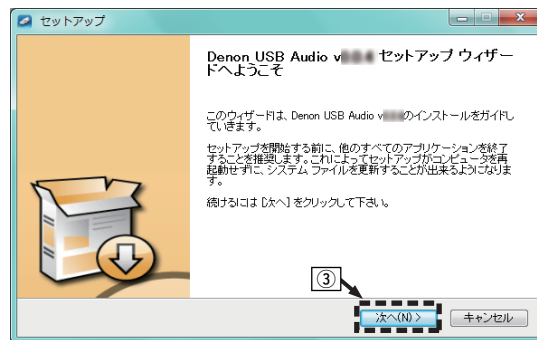 セットアップ
Denon USB Audio v セットアップ ウィザー
ドへようこそ
このウィザードは、Denon USB Audio v のインストールをガイドし
ていきます。
セットアップを開始する前に、他のすべてのアプリケーションを終了
することを推奨します。これによってセットアップがコンピュータを再
起動せずに、システム ファイルを更新することが出来るようになりま
す。
続けるには [次へ] をクリックして下さい。
③
次へ(N) >
キャンセル